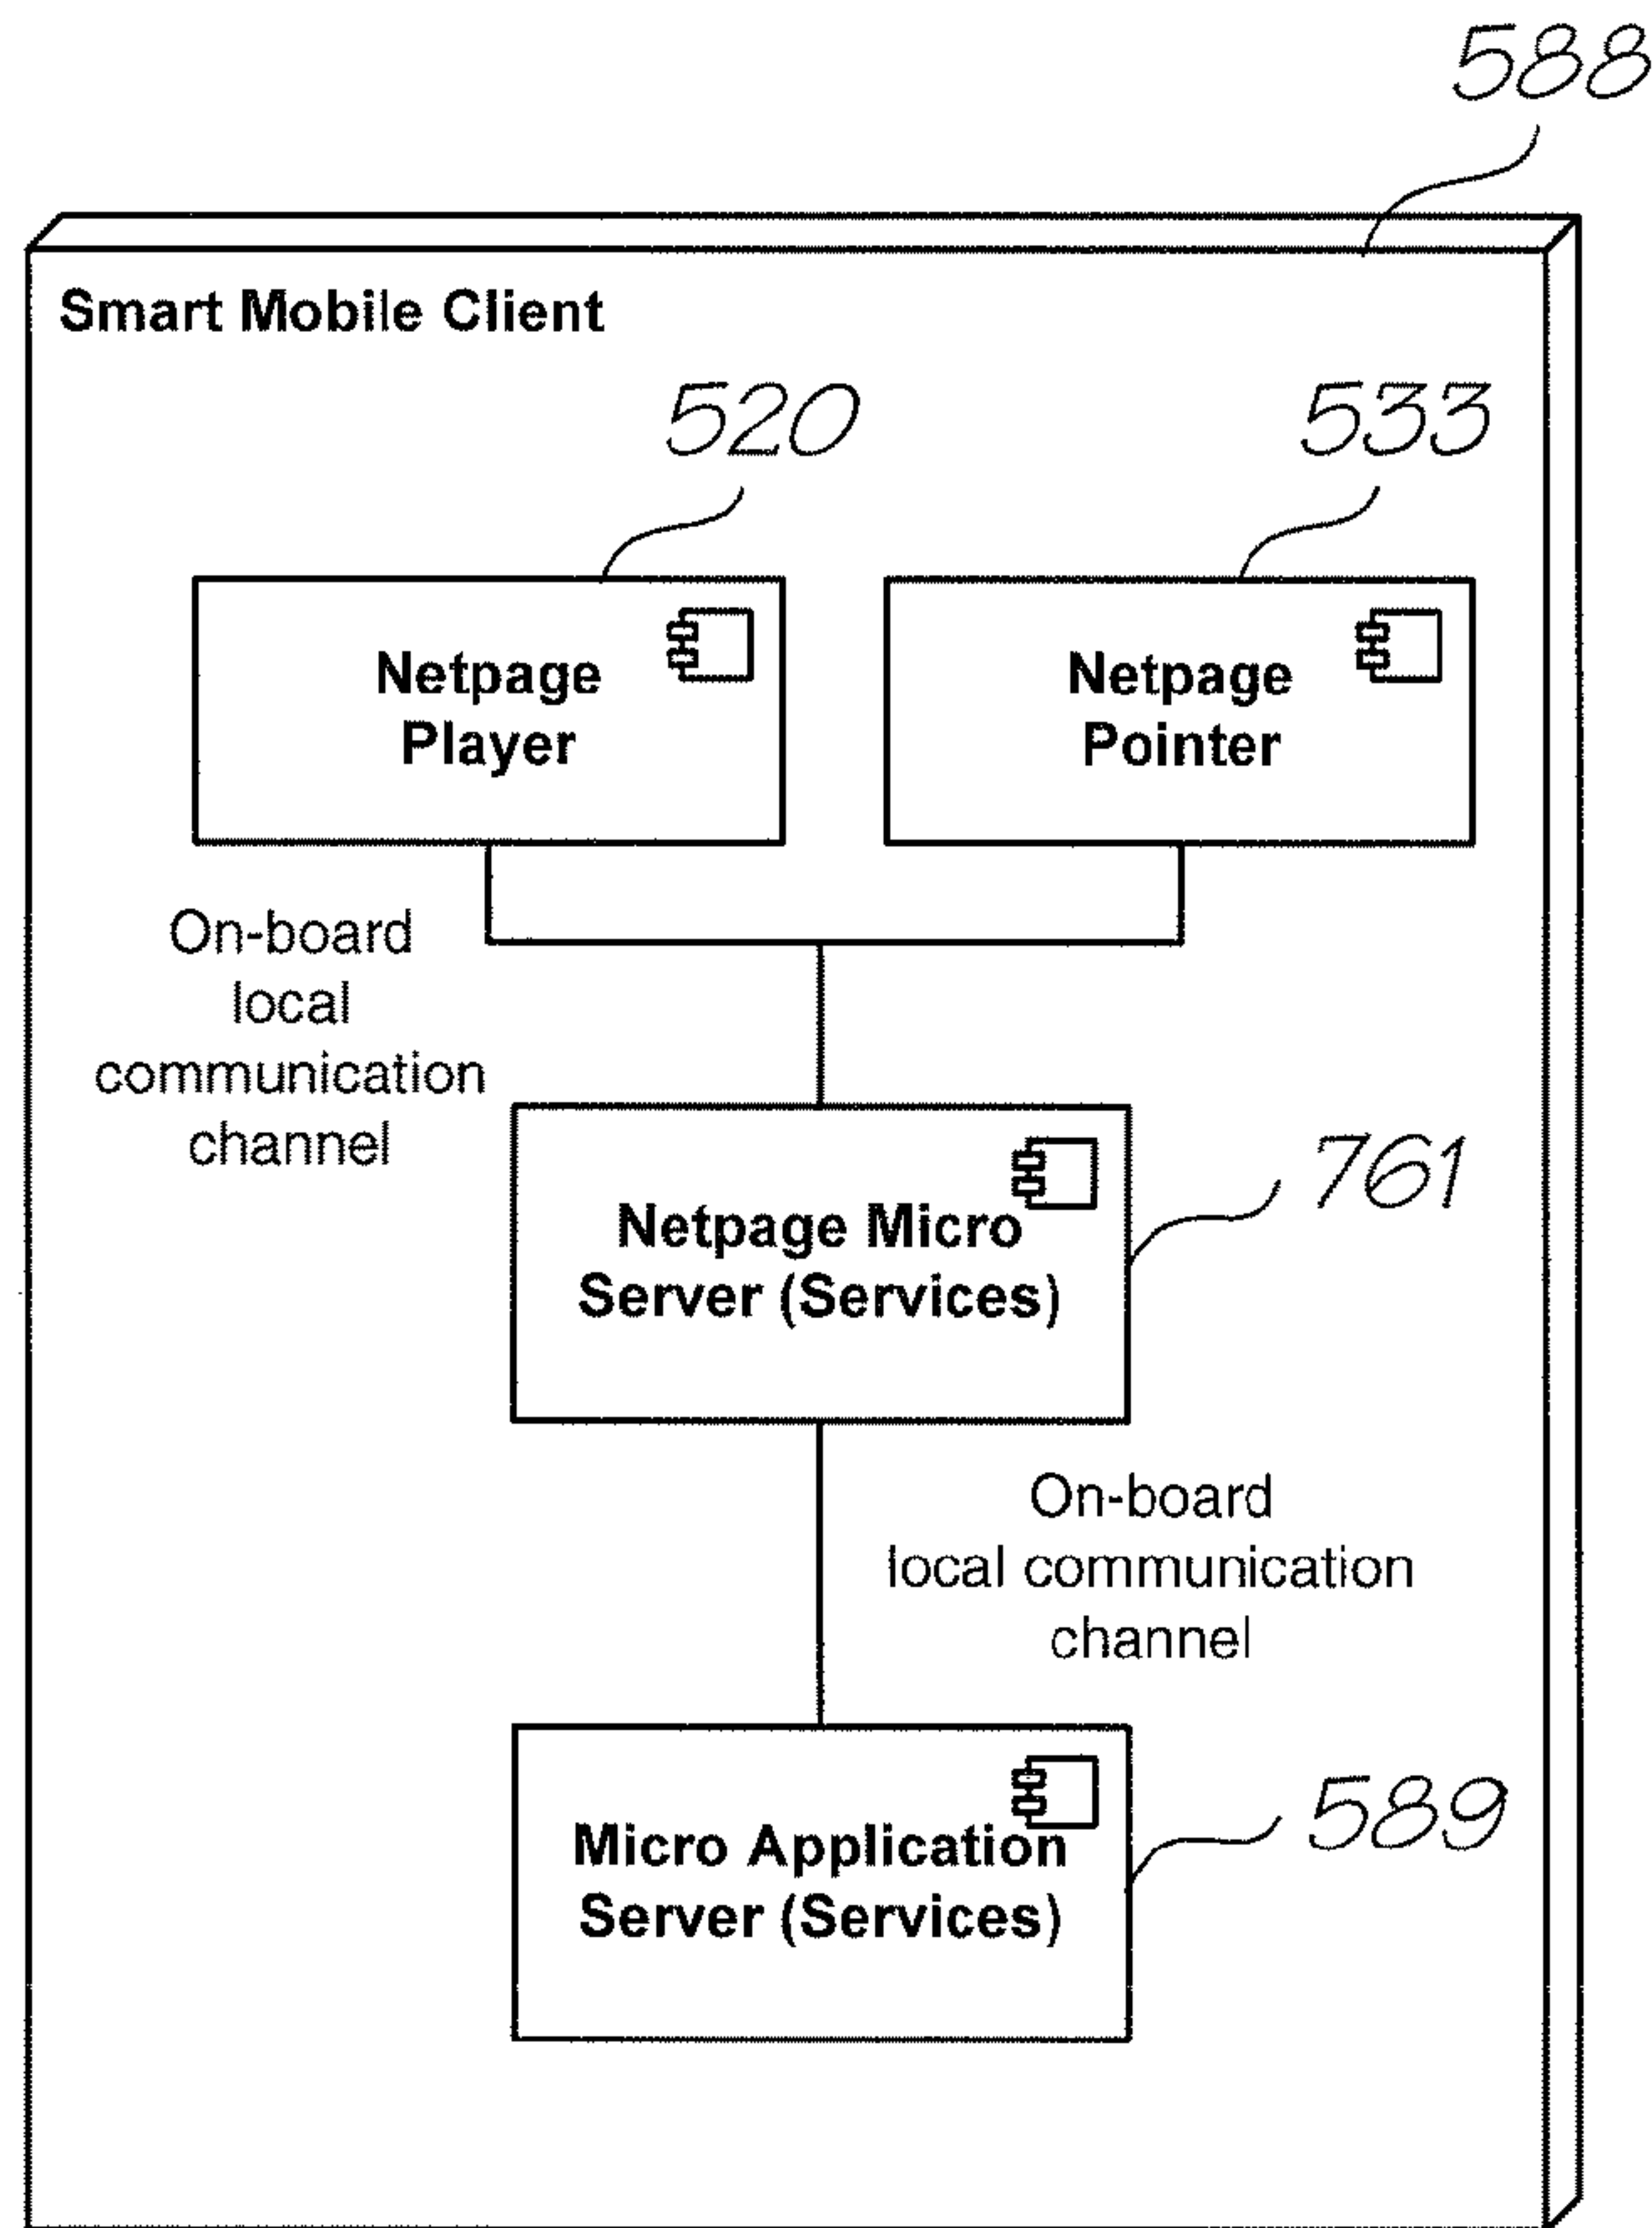 588
Smart Mobile Client
520
533
Netpage
Player
Netpage
Pointer
On-board
local
communication
channel
Netpage Micro
Server (Services)
761
On-board
local communication
channel
Micro Application
Server (Services)
589